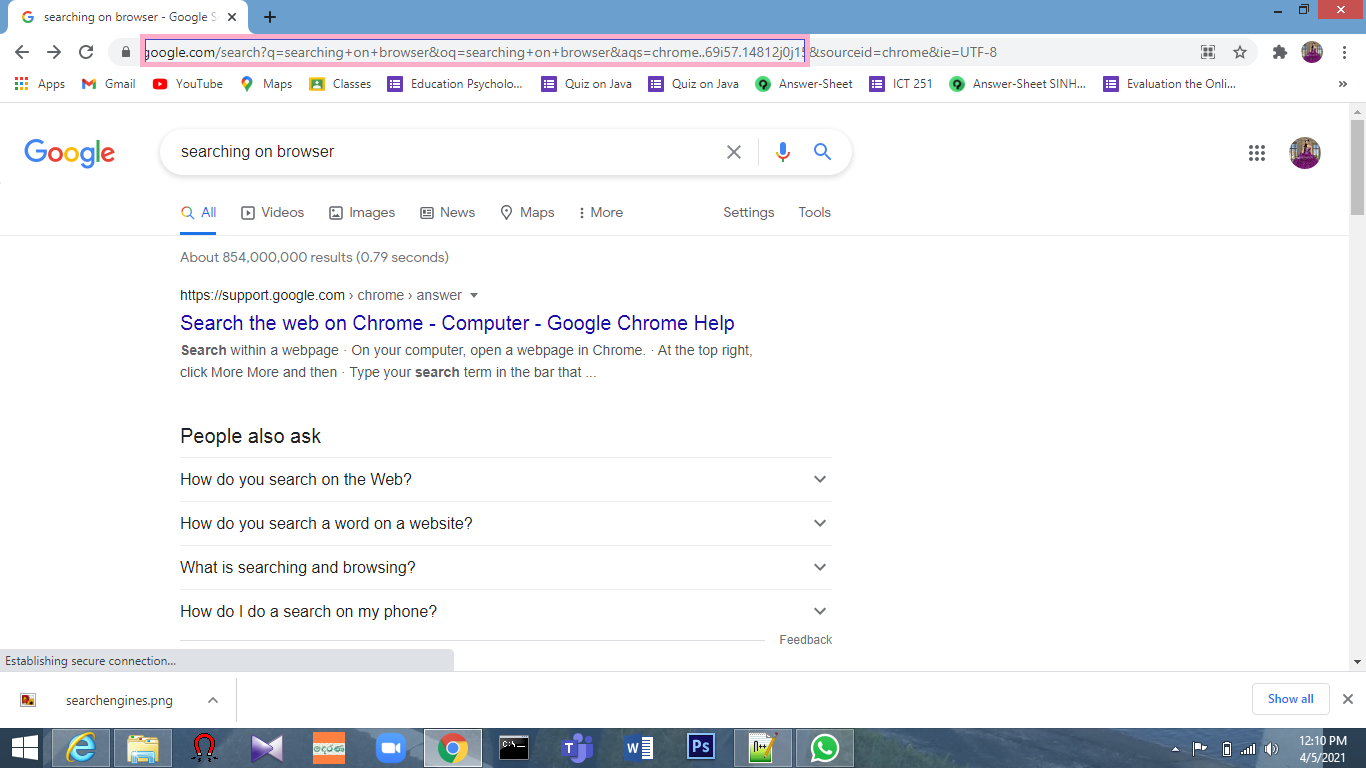 searching on browser - Google S
google.com/search?q=searching+on+browser&oq=searching+on+browser&aqs=chrome..69i57.14812j0j15&sourceid=chrome&ie=UTF-8
Apps Gmail YouTube Maps Classes Education Psycholo... Quiz on Java Quiz on Java Answer-Sheet ICT 251 Answer-Sheet SINH... Evaluation the Onli... »
Google
searching on browser
All Videos Images News Maps More Settings Tools
About 854,000,000 results (0.79 seconds)
https://support.google.com › chrome › answer
Search the web on Chrome - Computer - Google Chrome Help
Search within a webpage · On your computer, open a webpage in Chrome. · At the top right,
click More More and then · Type your search term in the bar that ...
People also ask
How do you search on the Web?
How do you search a word on a website?
What is searching and browsing?
How do I do a search on my phone?
Feedback
Establishing secure connection...
searchengines.png Show all
දෙරණ C:\_ Ps 12:10 PM
4/5/2021